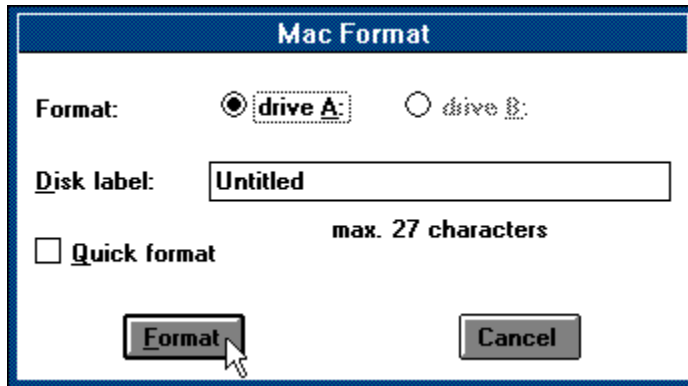 Mac Format
Format: drive A: drive B:
Disk label: Untitled
max. 27 characters
Quick format
Format Cancel